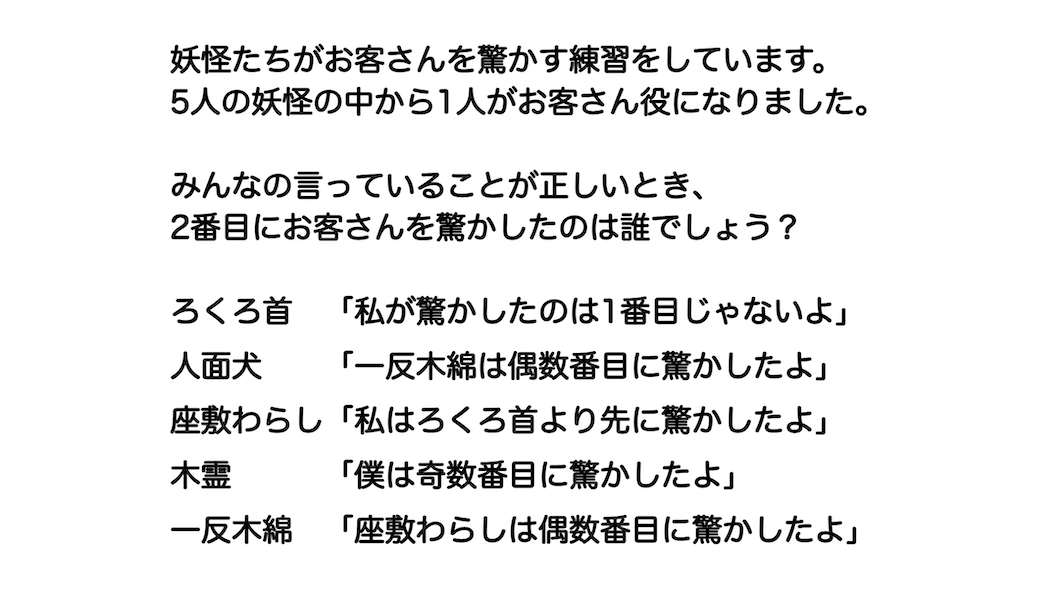 妖怪たちがお客さんを驚かす練習をしています。
5人の妖怪の中から1人がお客さん役になりました。
みんなの言っていることが正しいとき、
2番目にお客さんを驚かしたのは誰でしょう？
ろくろ首　「私が驚かしたのは1番目じゃないよ」
人面犬　　「一反木綿は偶数番目に驚かしたよ」
座敷わらし「私はろくろ首より先に驚かしたよ」
木霊　　　「僕は奇数番目に驚かしたよ」
一反木綿　「座敷わらしは偶数番目に驚かしたよ」